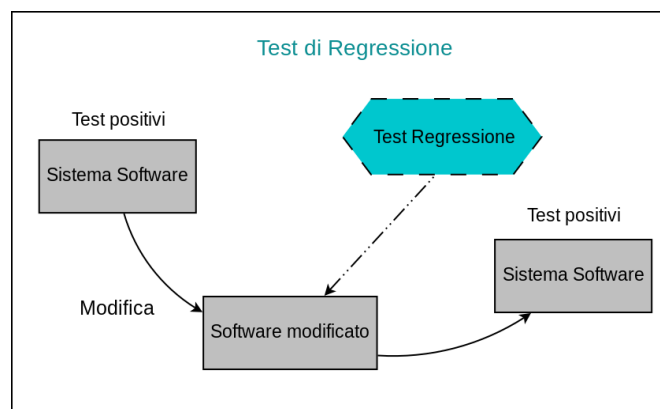 Test di Regressione
Test positivi
Sistema Software
Test Regressione
Test positivi
Sistema Software
Modifica
Software modificato